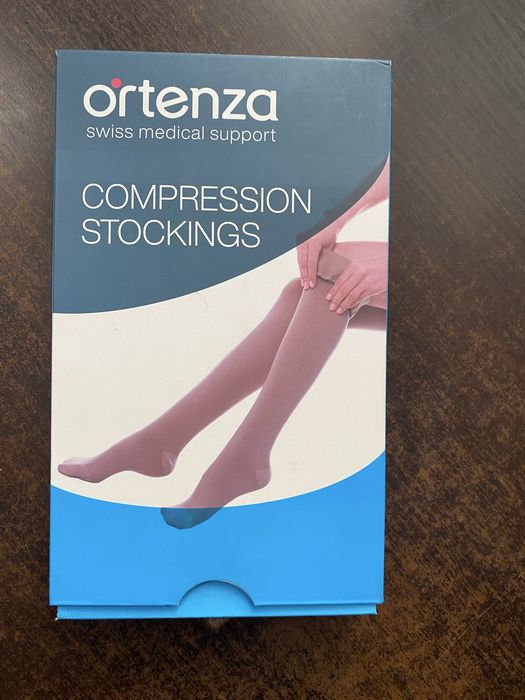 ortenza
swiss medical support
COMPRESSION
STOCKINGS